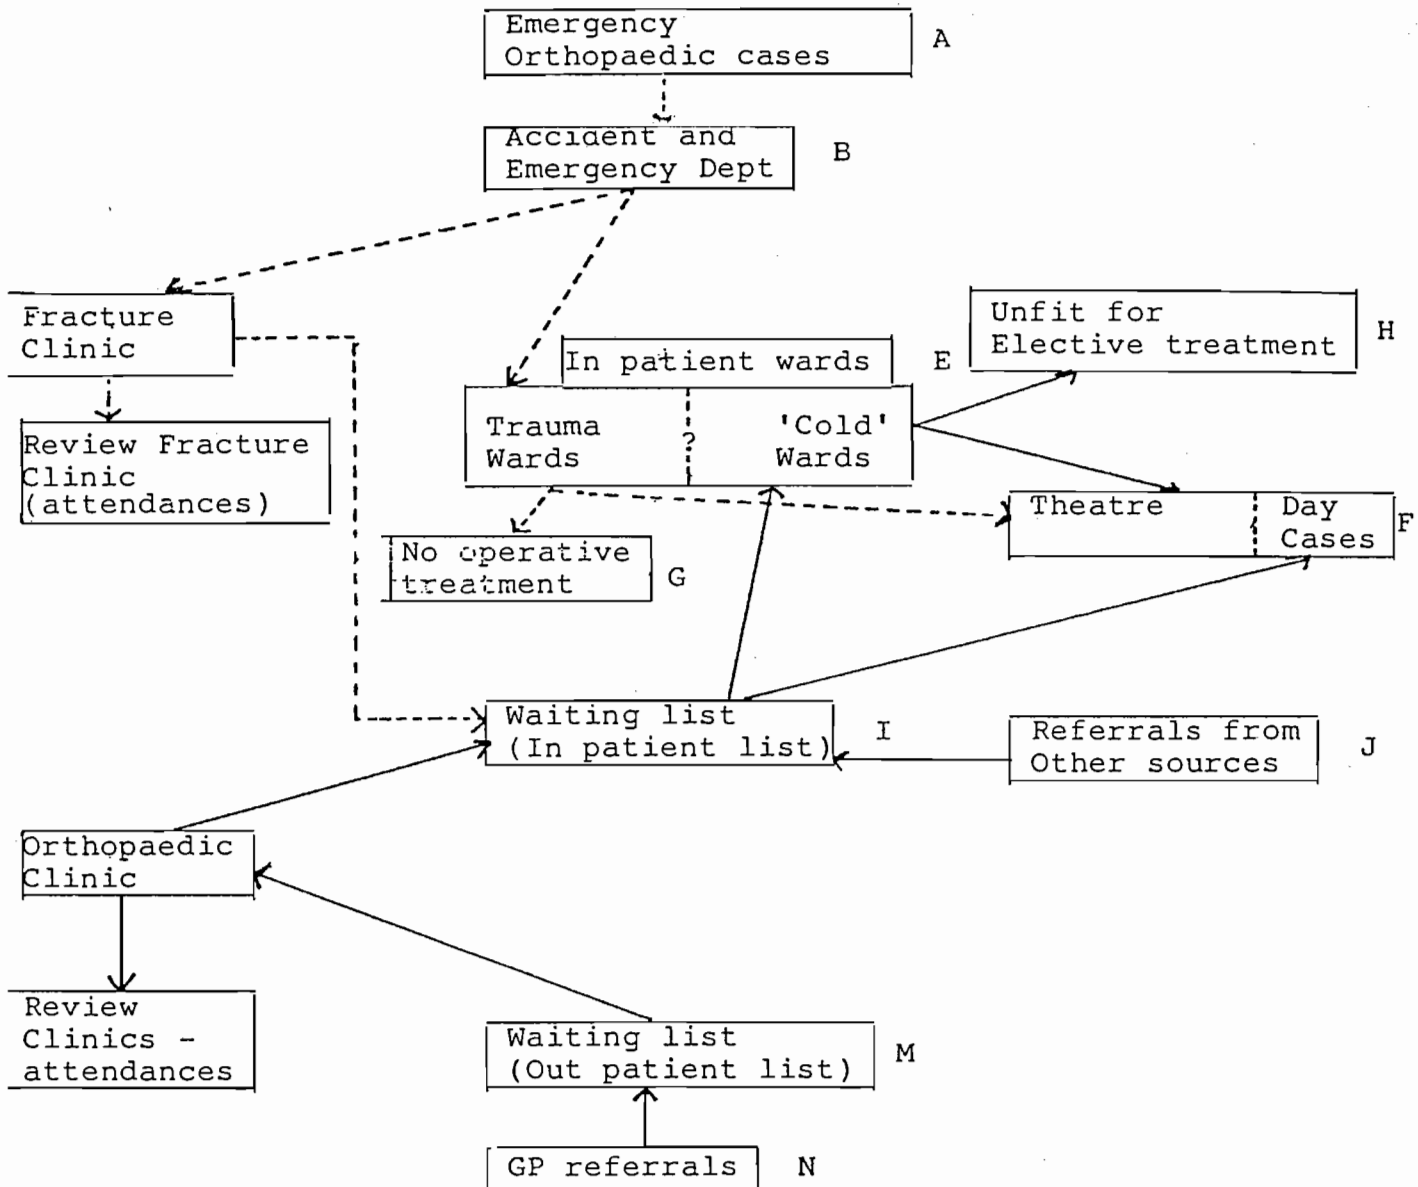 Emergency
Orthopaedic cases
A
Accident and
Emergency Dept
B
Fracture
Clinic
Review Fracture
Clinic
(attendances)
In patient wards
E
Trauma
Wards
?
'Cold'
Wards
Unfit for
Elective treatment
H
Theatre
Day
Cases
F
No operative
treatment
G
Waiting list
(In patient list)
I
Referrals from
Other sources
J
Orthopaedic
Clinic
Review
Clinics -
attendances
Waiting list
(Out patient list)
M
GP referrals
N